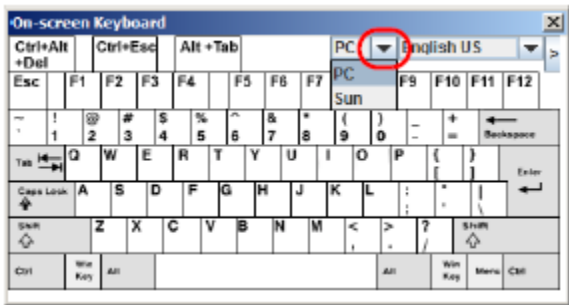 On-screen Keyboard
Ctrl+Alt +Del Ctrl+Esc Alt +Tab PC English US >
PC
Sun
Esc F1 F2 F3 F4 F5 F6 F7 F9 F10 F11 F12
~ ! @ # $ % ^ & * ( ) _ +
` 1 2 3 4 5 6 7 8 9 0 - = Backspace
Tab Q W E R T Y U I O P { }
[ ] Enter
Caps Lock A S D F G H J K L : " |
; ' \
Shift Z X C V B N M < > ? Shift
, . /
Ctrl Win Key Alt Alt Win Key Menu Ctrl